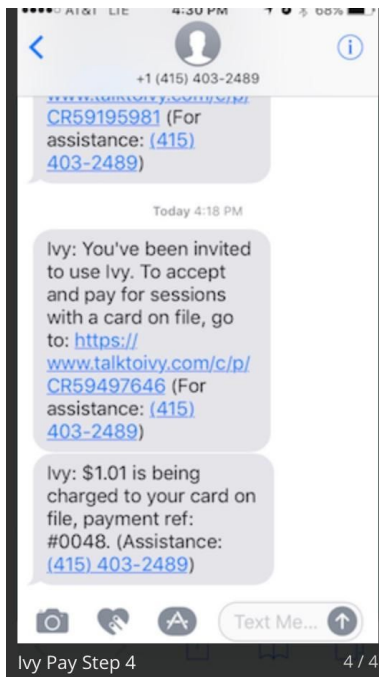 AT&T LTE 4:30 PM 68%
+1 (415) 403-2489
www.talktoivy.com/c/p/
CR59195981 (For
assistance: (415)
403-2489)
Today 4:18 PM
Ivy: You've been invited
to use Ivy. To accept
and pay for sessions
with a card on file, go
to: https://
www.talktoivy.com/c/p/
CR59497646 (For
assistance: (415)
403-2489)
Ivy: $1.01 is being
charged to your card on
file, payment ref:
#0048. (Assistance:
(415) 403-2489)
Text Me...
Ivy Pay Step 4 4 / 4